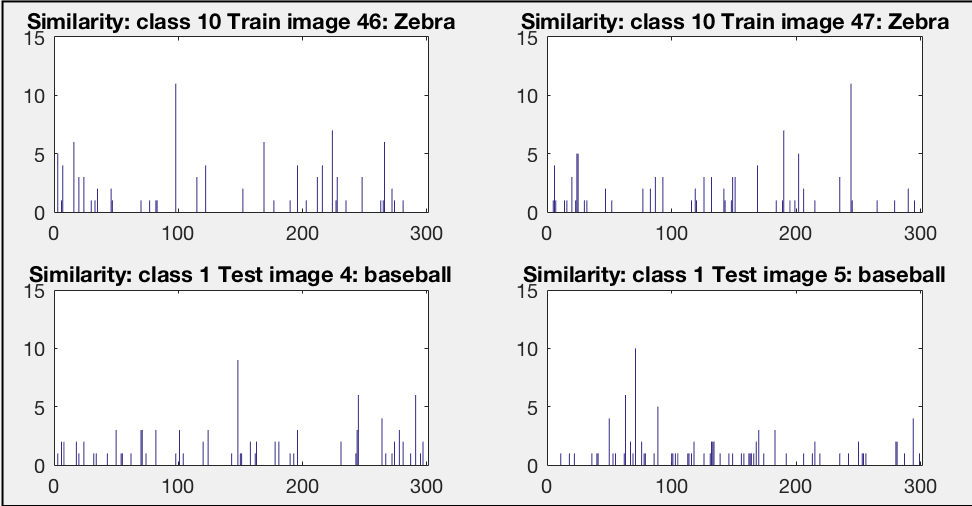 Similarity: class 10 Train image 46: Zebra
15
10
5
0
0 100 200 300
Similarity: class 10 Train image 47: Zebra
15
10
5
0
0 100 200 300
Similarity: class 1 Test image 4: baseball
15
10
5
0
0 100 200 300
Similarity: class 1 Test image 5: baseball
15
10
5
0
0 100 200 300